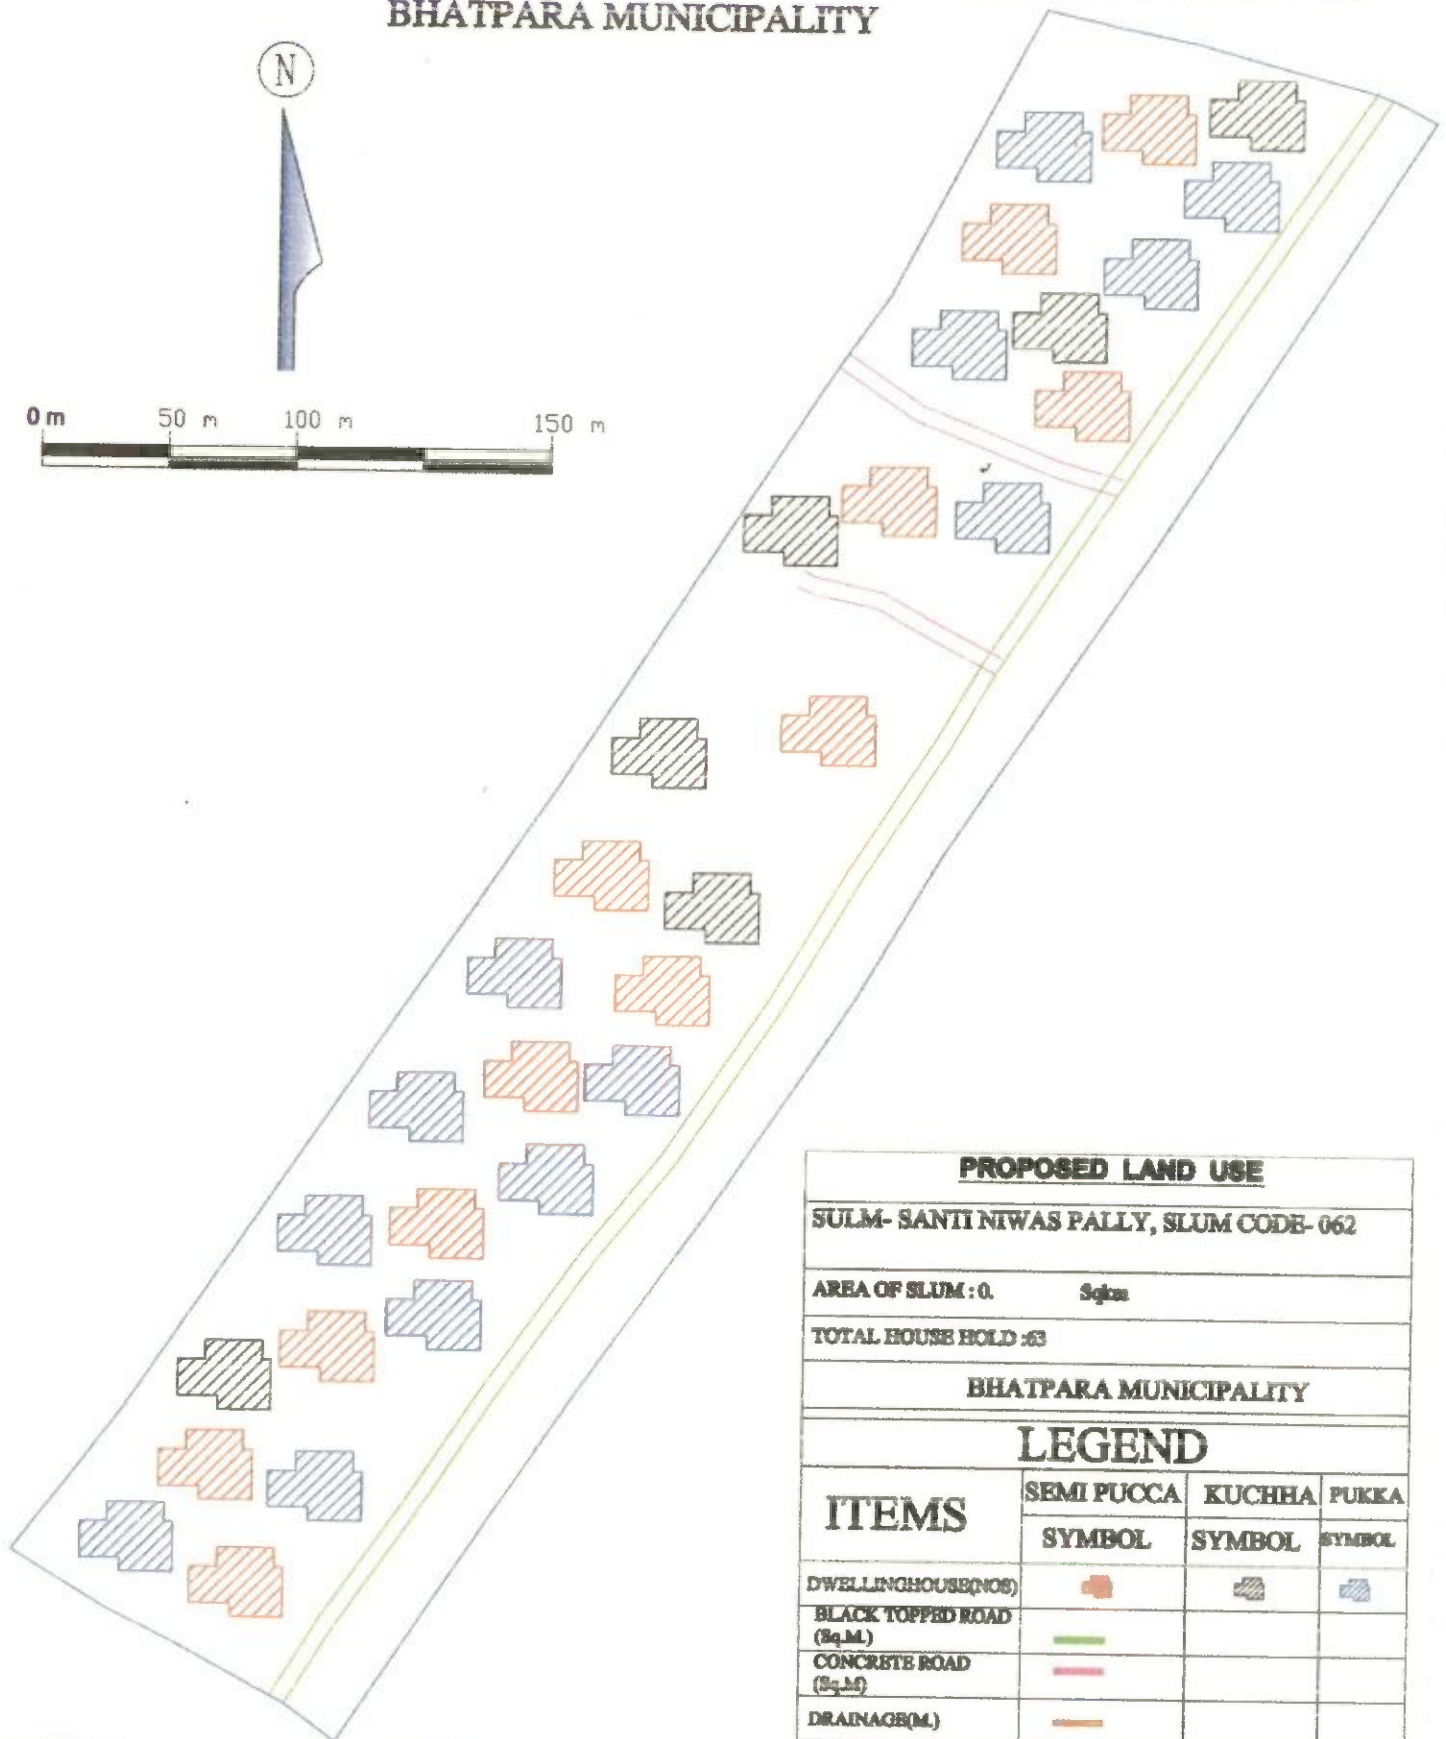 BHATPARA MUNICIPALITY
N
0 m 50 m 100 m 150 m
PROPOSED LAND USE
SULM- SANTI NIWAS PALLY, SLUM CODE- 062
AREA OF SLUM : 0. Sqkm
TOTAL HOUSE HOLD :63
BHATPARA MUNICIPALITY
LEGEND
ITEMS SEMI PUCCA KUCHHA PUKKA
SYMBOL SYMBOL SYMBOL
DWELLINGHOUSE(NOS)
BLACK TOPPED ROAD
(Sq.M.)
CONCRETE ROAD
(Sq.M)
DRAINAGE(M.)